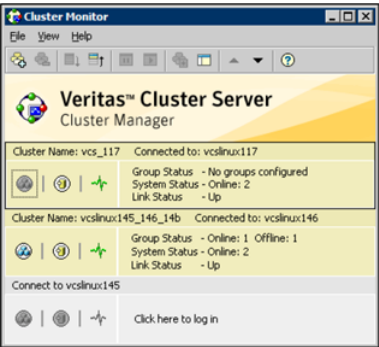 Cluster Monitor
File View Help
Veritas™ Cluster Server
Cluster Manager
Cluster Name: vcs_117 Connected to: vcslinux117
Group Status - No groups configured
System Status - Online: 2
Link Status - Up
Cluster Name: vcslinux145_146_14b Connected to: vcslinux146
Group Status - Online: 1 Offline: 1
System Status - Online: 2
Link Status - Up
Connect to vcslinux145
Click here to log in